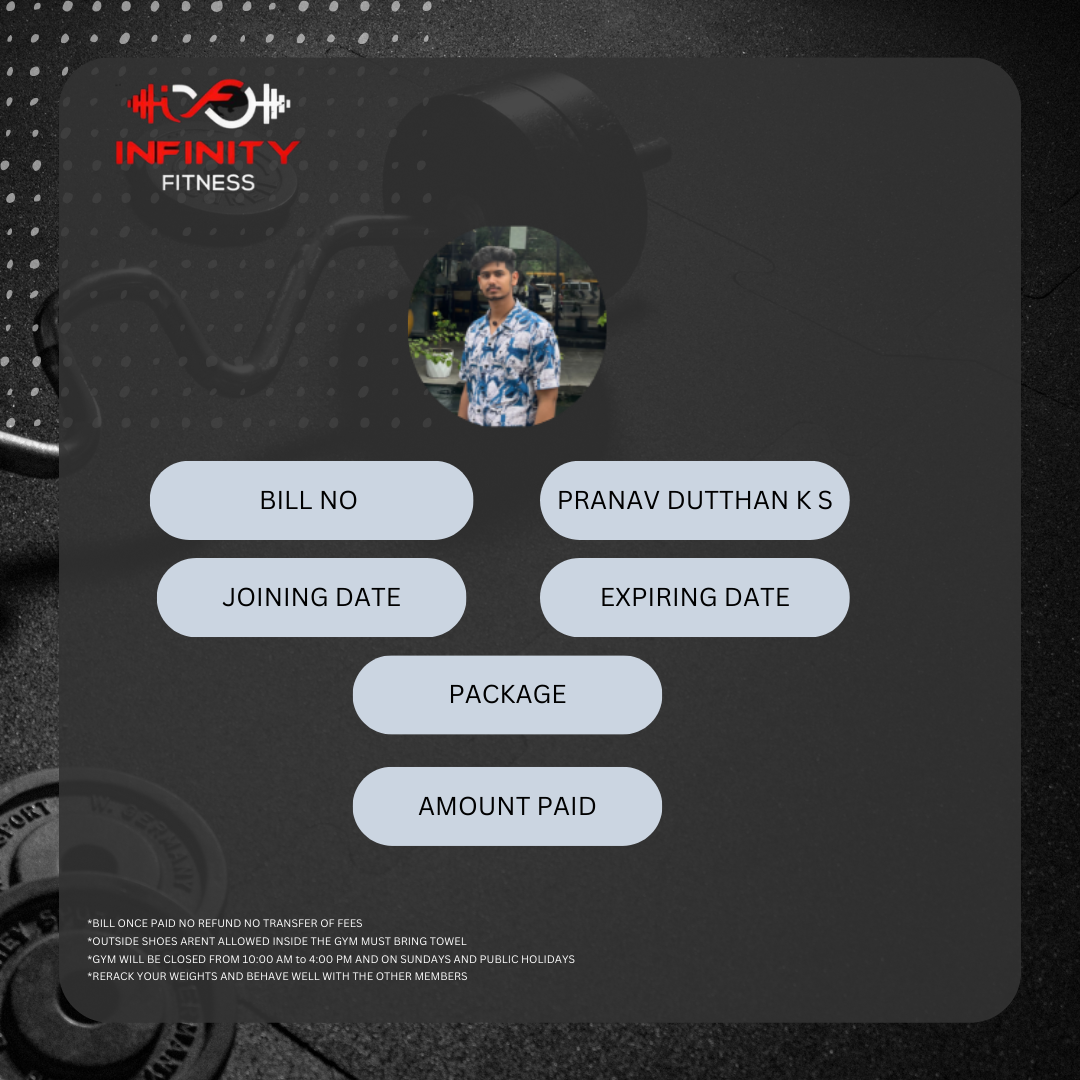 INFINITY
FITNESS
BILL NO
PRANAV DUTTHAN K S
JOINING DATE
EXPIRING DATE
PACKAGE
AMOUNT PAID
SPORT
W. GERMANY
*BILL ONCE PAID NO REFUND NO TRANSFER OF FEES
*OUTSIDE SHOES ARENT ALLOWED INSIDE THE GYM MUST BRING TOWEL
*GYM WILL BE CLOSED FROM 10:00 AM to 4:00 PM AND ON SUNDAYS AND PUBLIC HOLIDAYS
*RERACK YOUR WEIGHTS AND BEHAVE WELL WITH THE OTHER MEMBERS